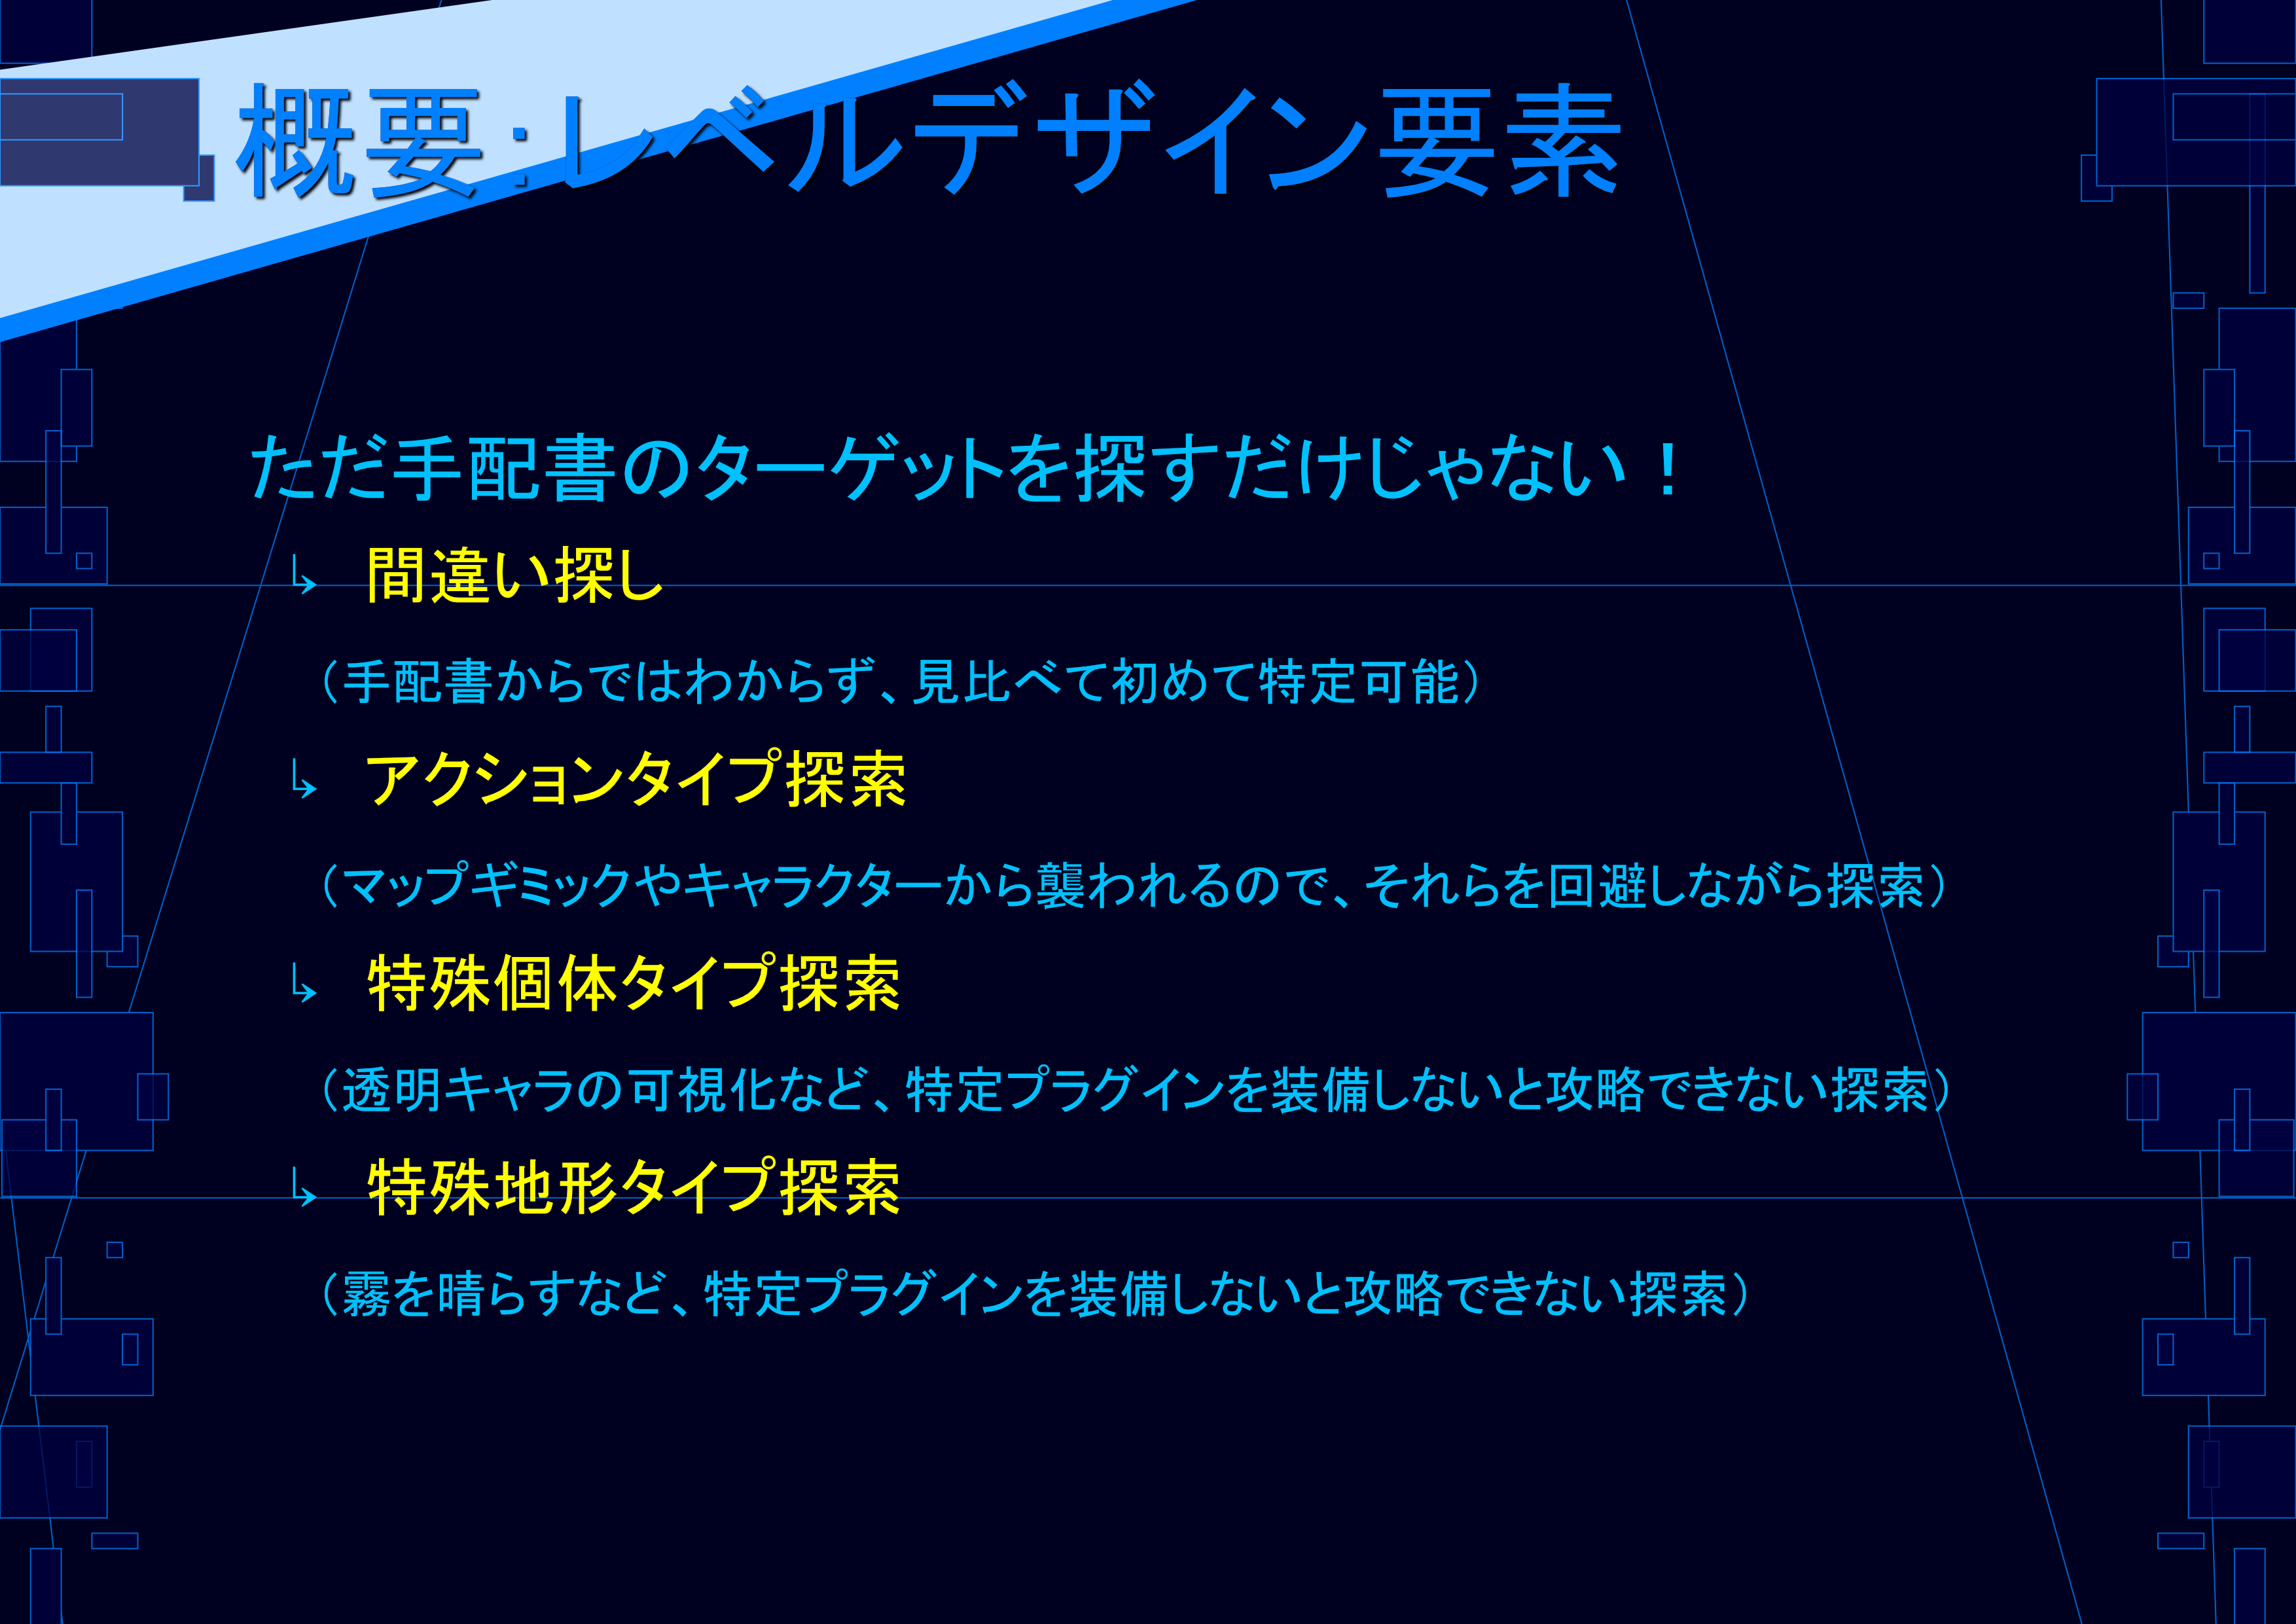 概要:レベルデザイン要素
ただ手配書のターゲットを探すだけじゃない！
↳ 間違い探し
（手配書からではわからず、見比べて初めて特定可能）
↳ アクションタイプ探索
（マップギミックやキャラクターから襲われるので、それらを回避しながら探索）
↳ 特殊個体タイプ探索
（透明キャラの可視化など、特定プラグインを装備しないと攻略できない探索）
↳ 特殊地形タイプ探索
（霧を晴らすなど、特定プラグインを装備しないと攻略できない探索）